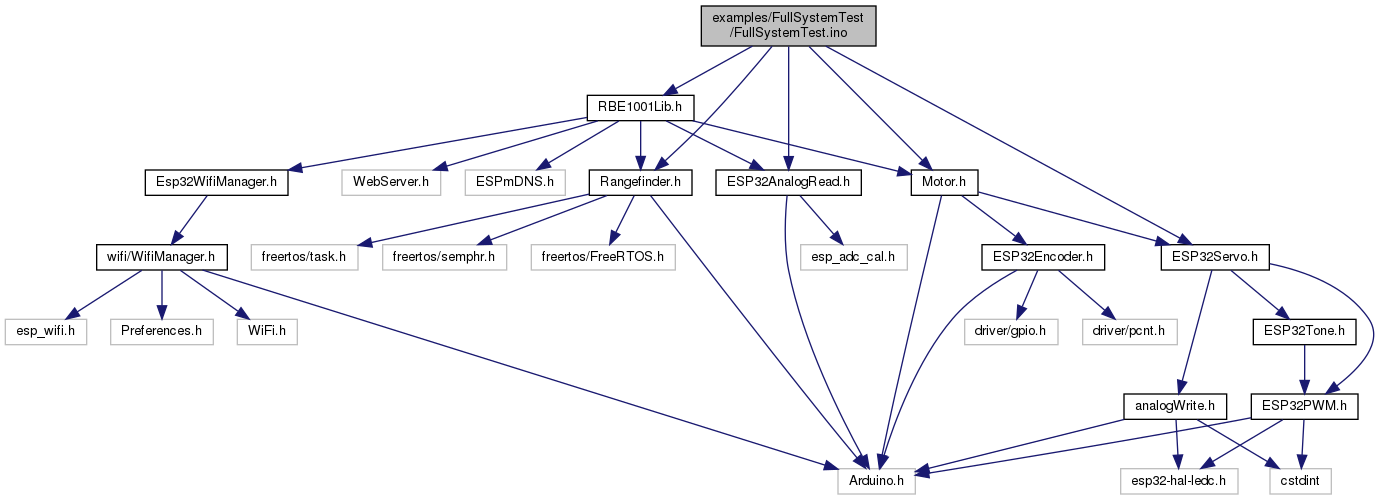 examples/FullSystemTest
/FullSystemTest.ino
RBE1001Lib.h
Esp32WifiManager.h
WebServer.h
ESPmDNS.h
Rangefinder.h
ESP32AnalogRead.h
Motor.h
wifi/WifiManager.h
freertos/task.h
freertos/semphr.h
freertos/FreeRTOS.h
esp_adc_cal.h
ESP32Encoder.h
ESP32Servo.h
esp_wifi.h
Preferences.h
WiFi.h
driver/gpio.h
driver/pcnt.h
ESP32Tone.h
analogWrite.h
ESP32PWM.h
Arduino.h
esp32-hal-ledc.h
cstdint